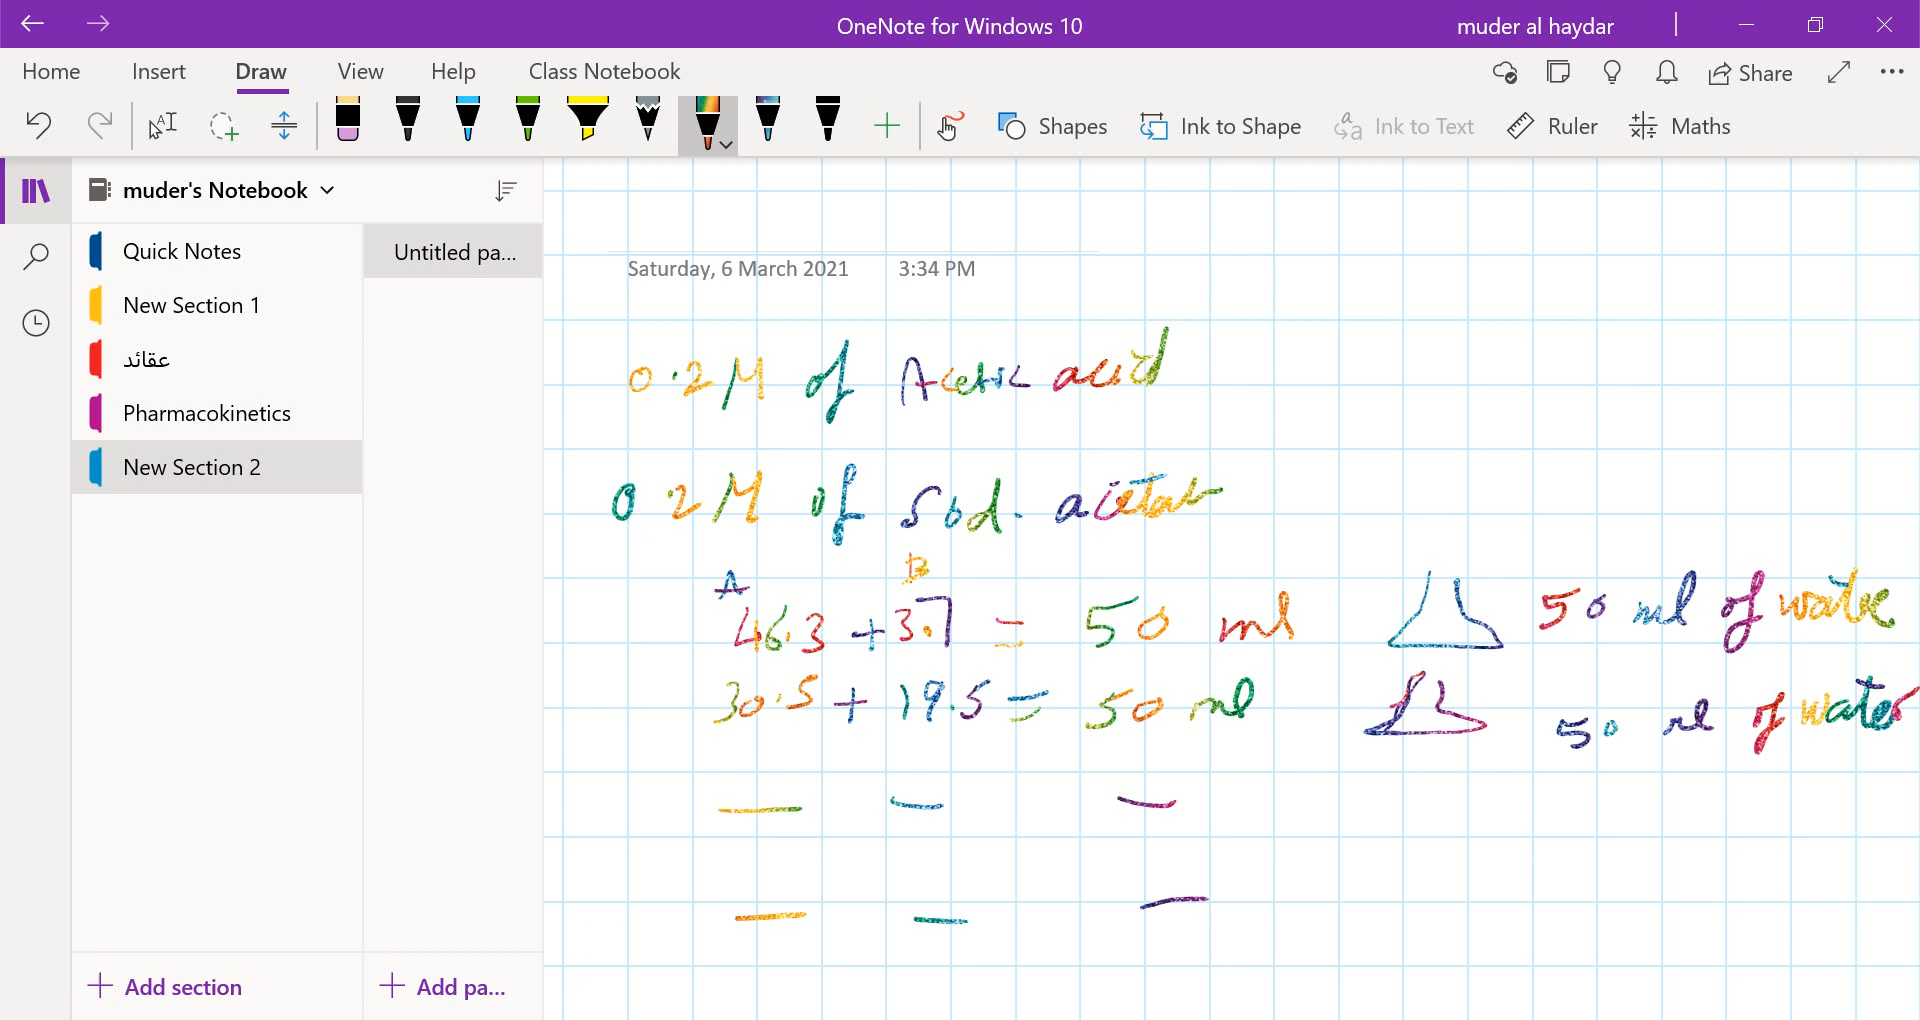 OneNote for Windows 10
muder al haydar
Home Insert Draw View Help Class Notebook
Share
Shapes Ink to Shape Ink to Text Ruler Maths
muder's Notebook
Quick Notes
New Section 1
عقائد
Pharmacokinetics
New Section 2
Add section
Untitled pa...
Add pa...
Saturday, 6 March 2021 3:34 PM
0.2M of Acetic acid
0.2M of Sod. acetat
A B
46.3 + 3.7 = 50 ml 50 ml of water
30.5 + 19.5 = 50 ml 50 ml of water